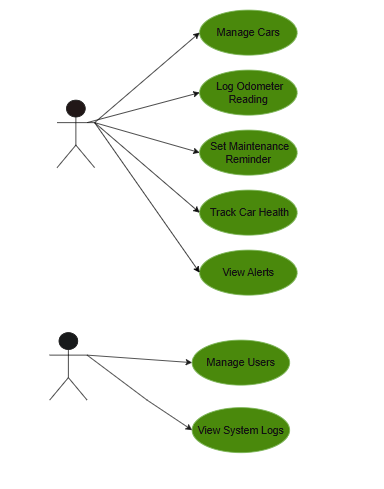 Manage Cars
Log Odometer
Reading
Set Maintenance
Reminder
Track Car Health
View Alerts
Manage Users
View System Logs